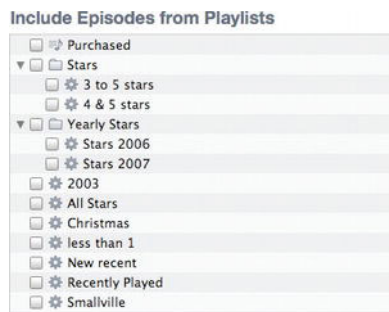 Include Episodes from Playlists
Purchased
Stars
3 to 5 stars
4 & 5 stars
Yearly Stars
Stars 2006
Stars 2007
2003
All Stars
Christmas
less than 1
New recent
Recently Played
Smallville